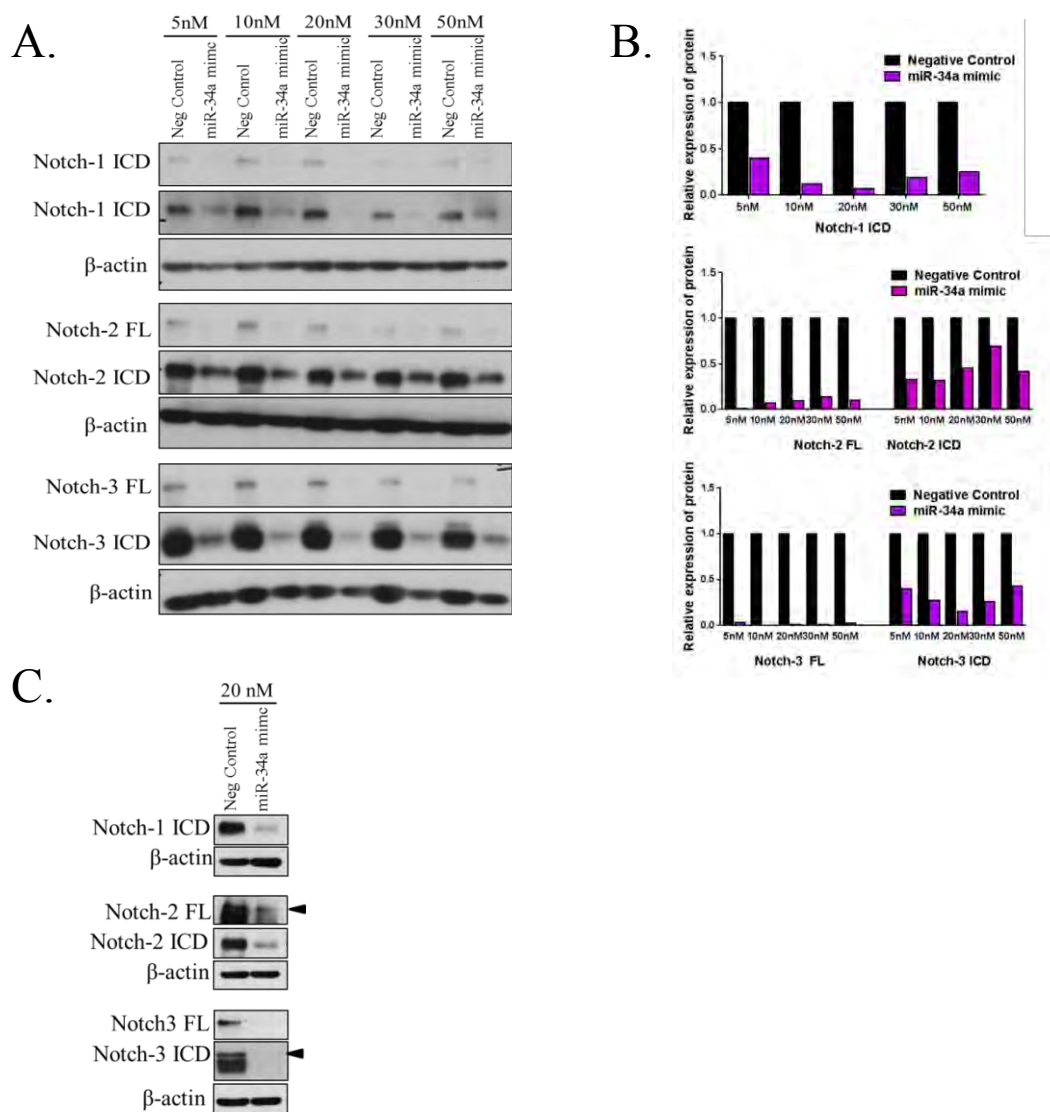 A.
5nM 10nM 20nM 30nM 50nM
Neg Control miR-34a mimc Neg Control miR-34a mimc Neg Control miR-34a mimc Neg Control miR-34a mimc Neg Control miR-34a mimc
Notch-1 ICD
Notch-1 ICD
β-actin
Notch-2 FL
Notch-2 ICD
β-actin
Notch-3 FL
Notch-3 ICD
β-actin
B.
Relative expression of protein
1.5
1.0
0.5
0.0
Negative Control
miR-34a mimic
5nM 10nM 20nM 30nM 50nM
Notch-1 ICD
Relative expression of protein
1.5
1.0
0.5
0.0
Negative Control
miR-34a mimic
5nM 10nM 20nM 30nM 50nM 5nM 10nM 20nM 30nM 50nM
Notch-2 FL Notch-2 ICD
Relative expression of protein
1.5
1.0
0.5
0.0
Negative Control
miR-34a mimic
5nM 10nM 20nM 30nM 50nM 5nM 10nM 20nM 30nM 50nM
Notch-3 FL Notch-3 ICD
C.
20 nM
Neg Control miR-34a mimc
Notch-1 ICD
β-actin
Notch-2 FL
Notch-2 ICD
β-actin
Notch3 FL
Notch-3 ICD
β-actin